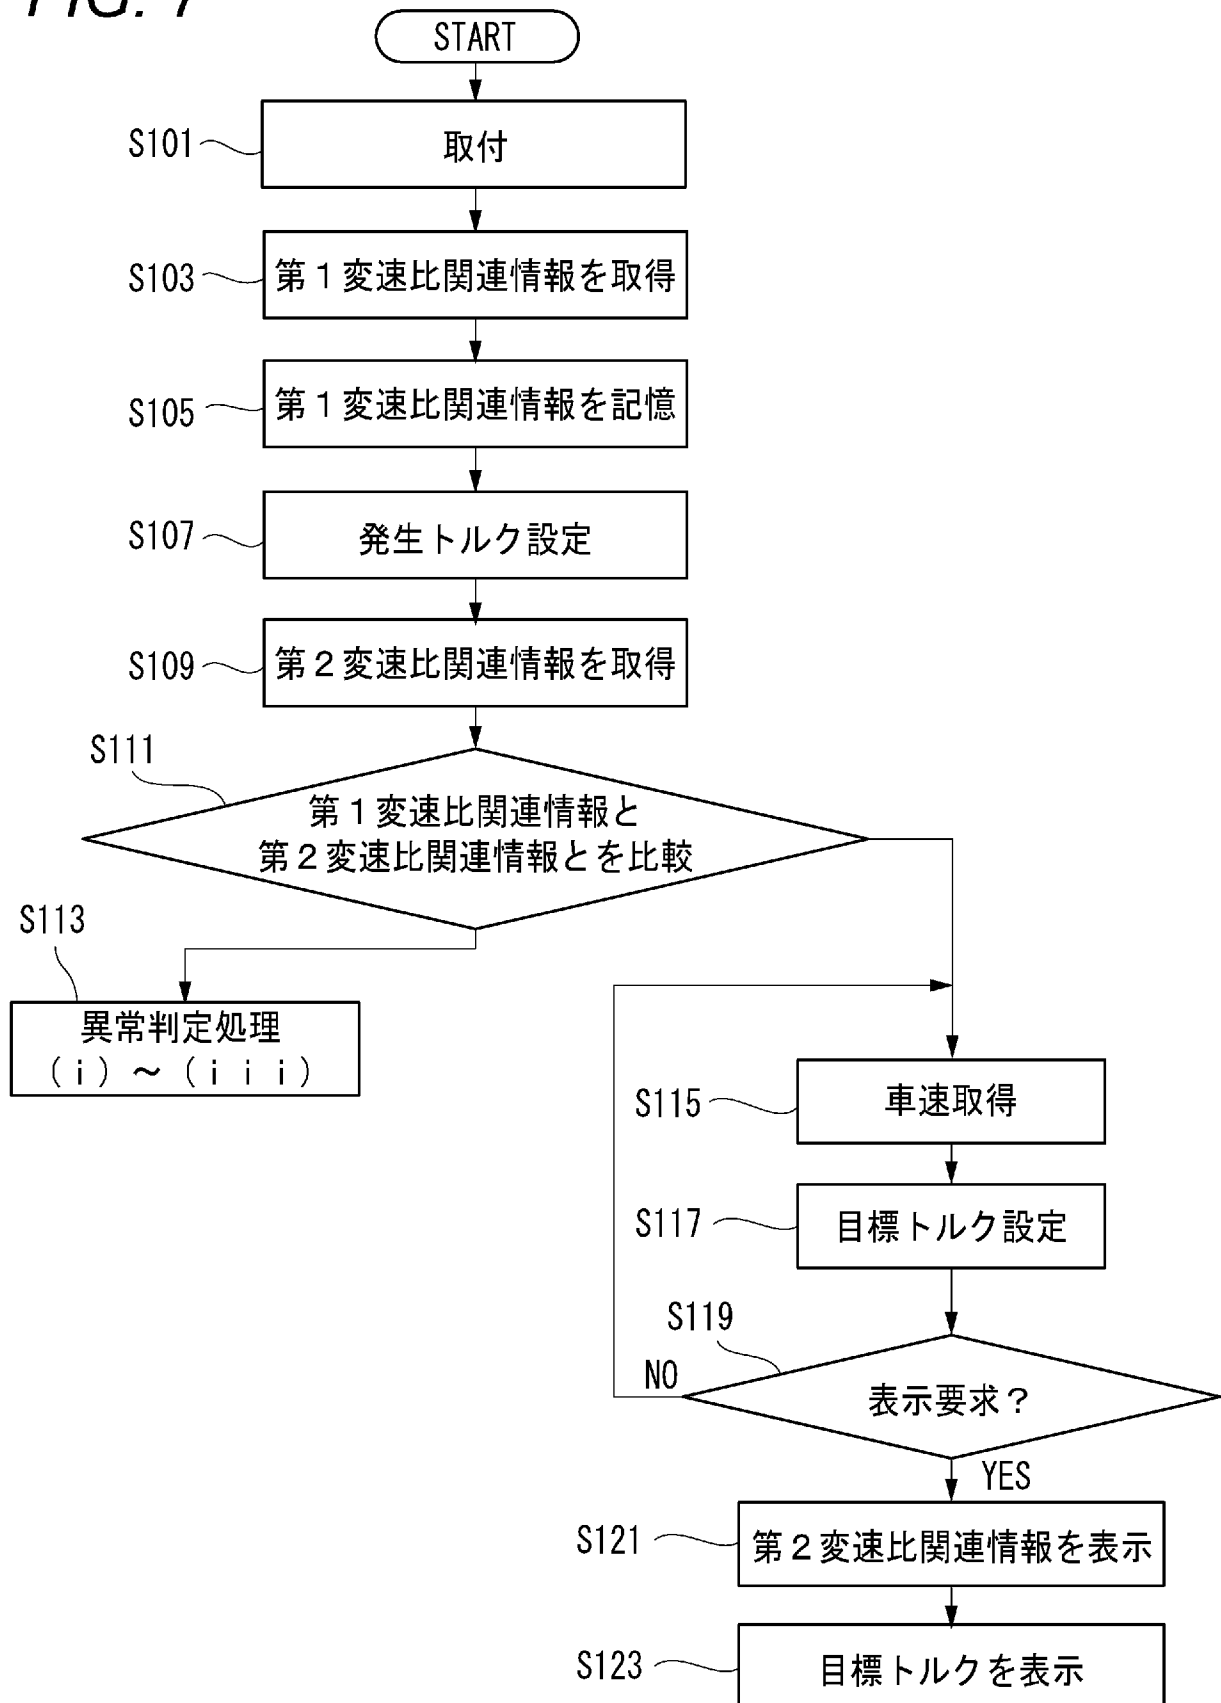 FIG. 7
START
S101
取付
S103
第1変速比関連情報を取得
S105
第1変速比関連情報を記憶
S107
発生トルク設定
S109
第2変速比関連情報を取得
S111
第1変速比関連情報と
第2変速比関連情報とを比較
S113
異常判定処理
(i)~(iii)
S115
車速取得
S117
目標トルク設定
S119
NO
表示要求?
YES
S121
第2変速比関連情報を表示
S123
目標トルクを表示